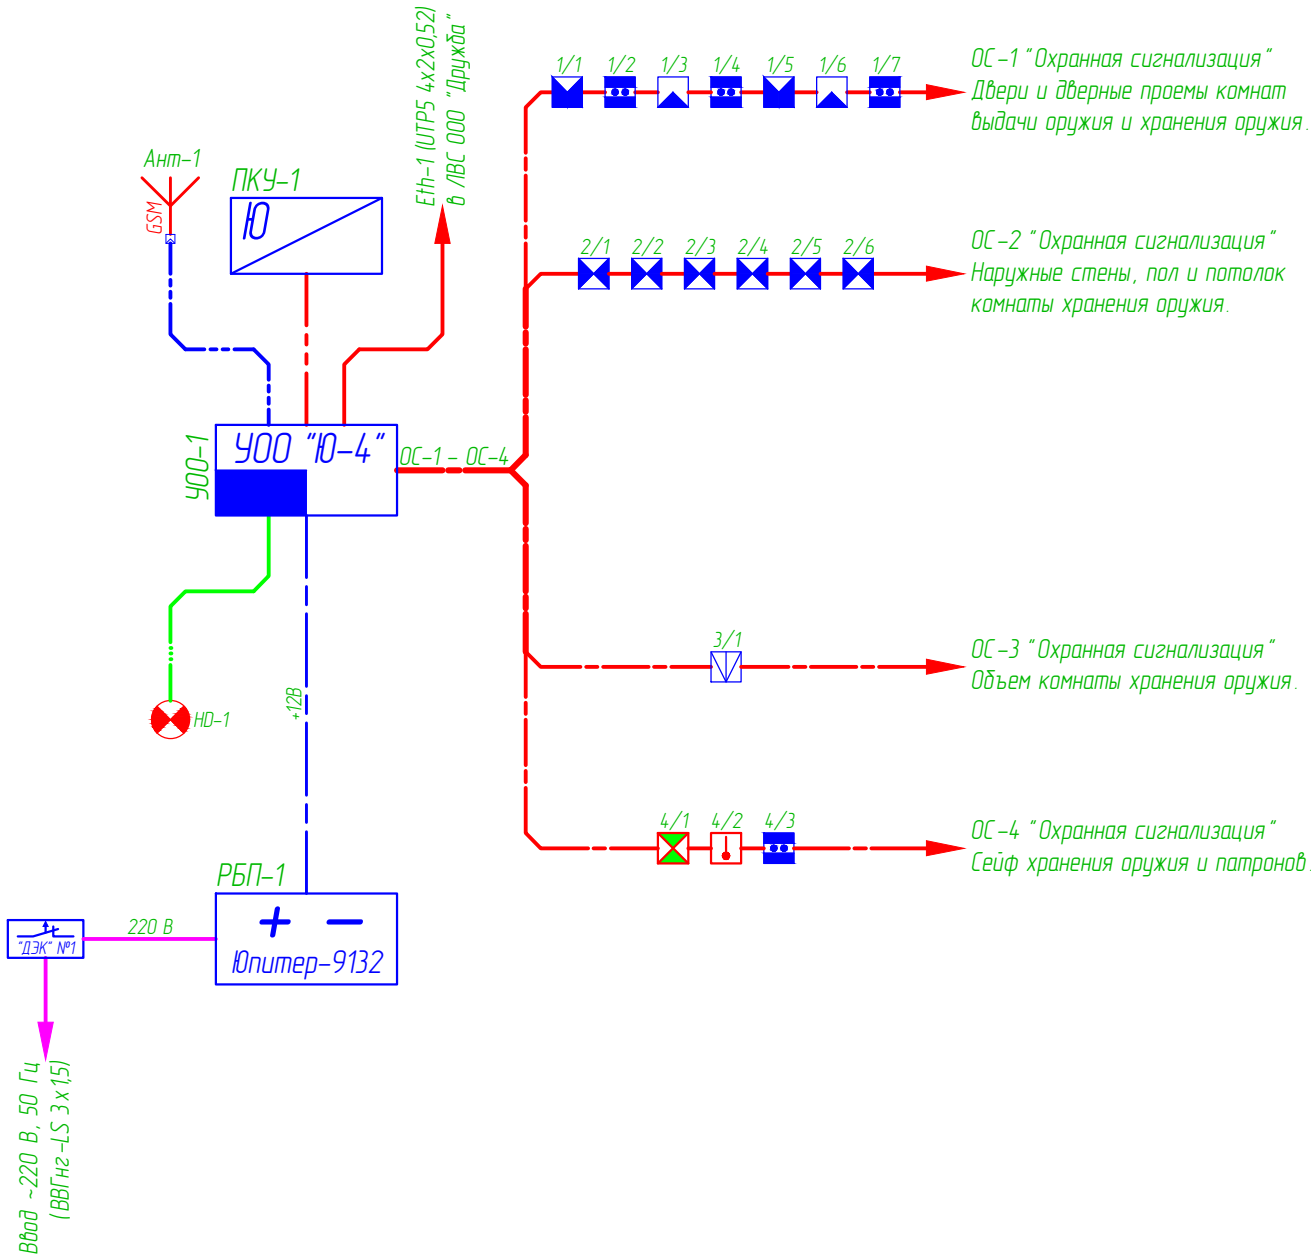 Eth-1 (UTP5 4x2x0,52)
в ЛВС ООО "Дружба"
1/1 1/2 1/3 1/4 1/5 1/6 1/7
ОС-1 "Охранная сигнализация"
Двери и дверные проемы комнат
выдачи оружия и хранения оружия.
Ант-1
GSM
ПКУ-1
Ю
2/1 2/2 2/3 2/4 2/5 2/6
ОС-2 "Охранная сигнализация"
Наружные стены, пол и потолок
комнаты хранения оружия.
УОО-1
УОО "Ю-4"
ОС-1 - ОС-4
3/1
ОС-3 "Охранная сигнализация"
Объем комнаты хранения оружия.
HD-1
+12В
4/1 4/2 4/3
ОС-4 "Охранная сигнализация"
Сейф хранения оружия и патронов.
РБП-1
+ -
Юпитер-9132
220 В
"ДЭК" №1
Ввод ~220 В, 50 Гц
(ВВГнг-LS 3x1,5)